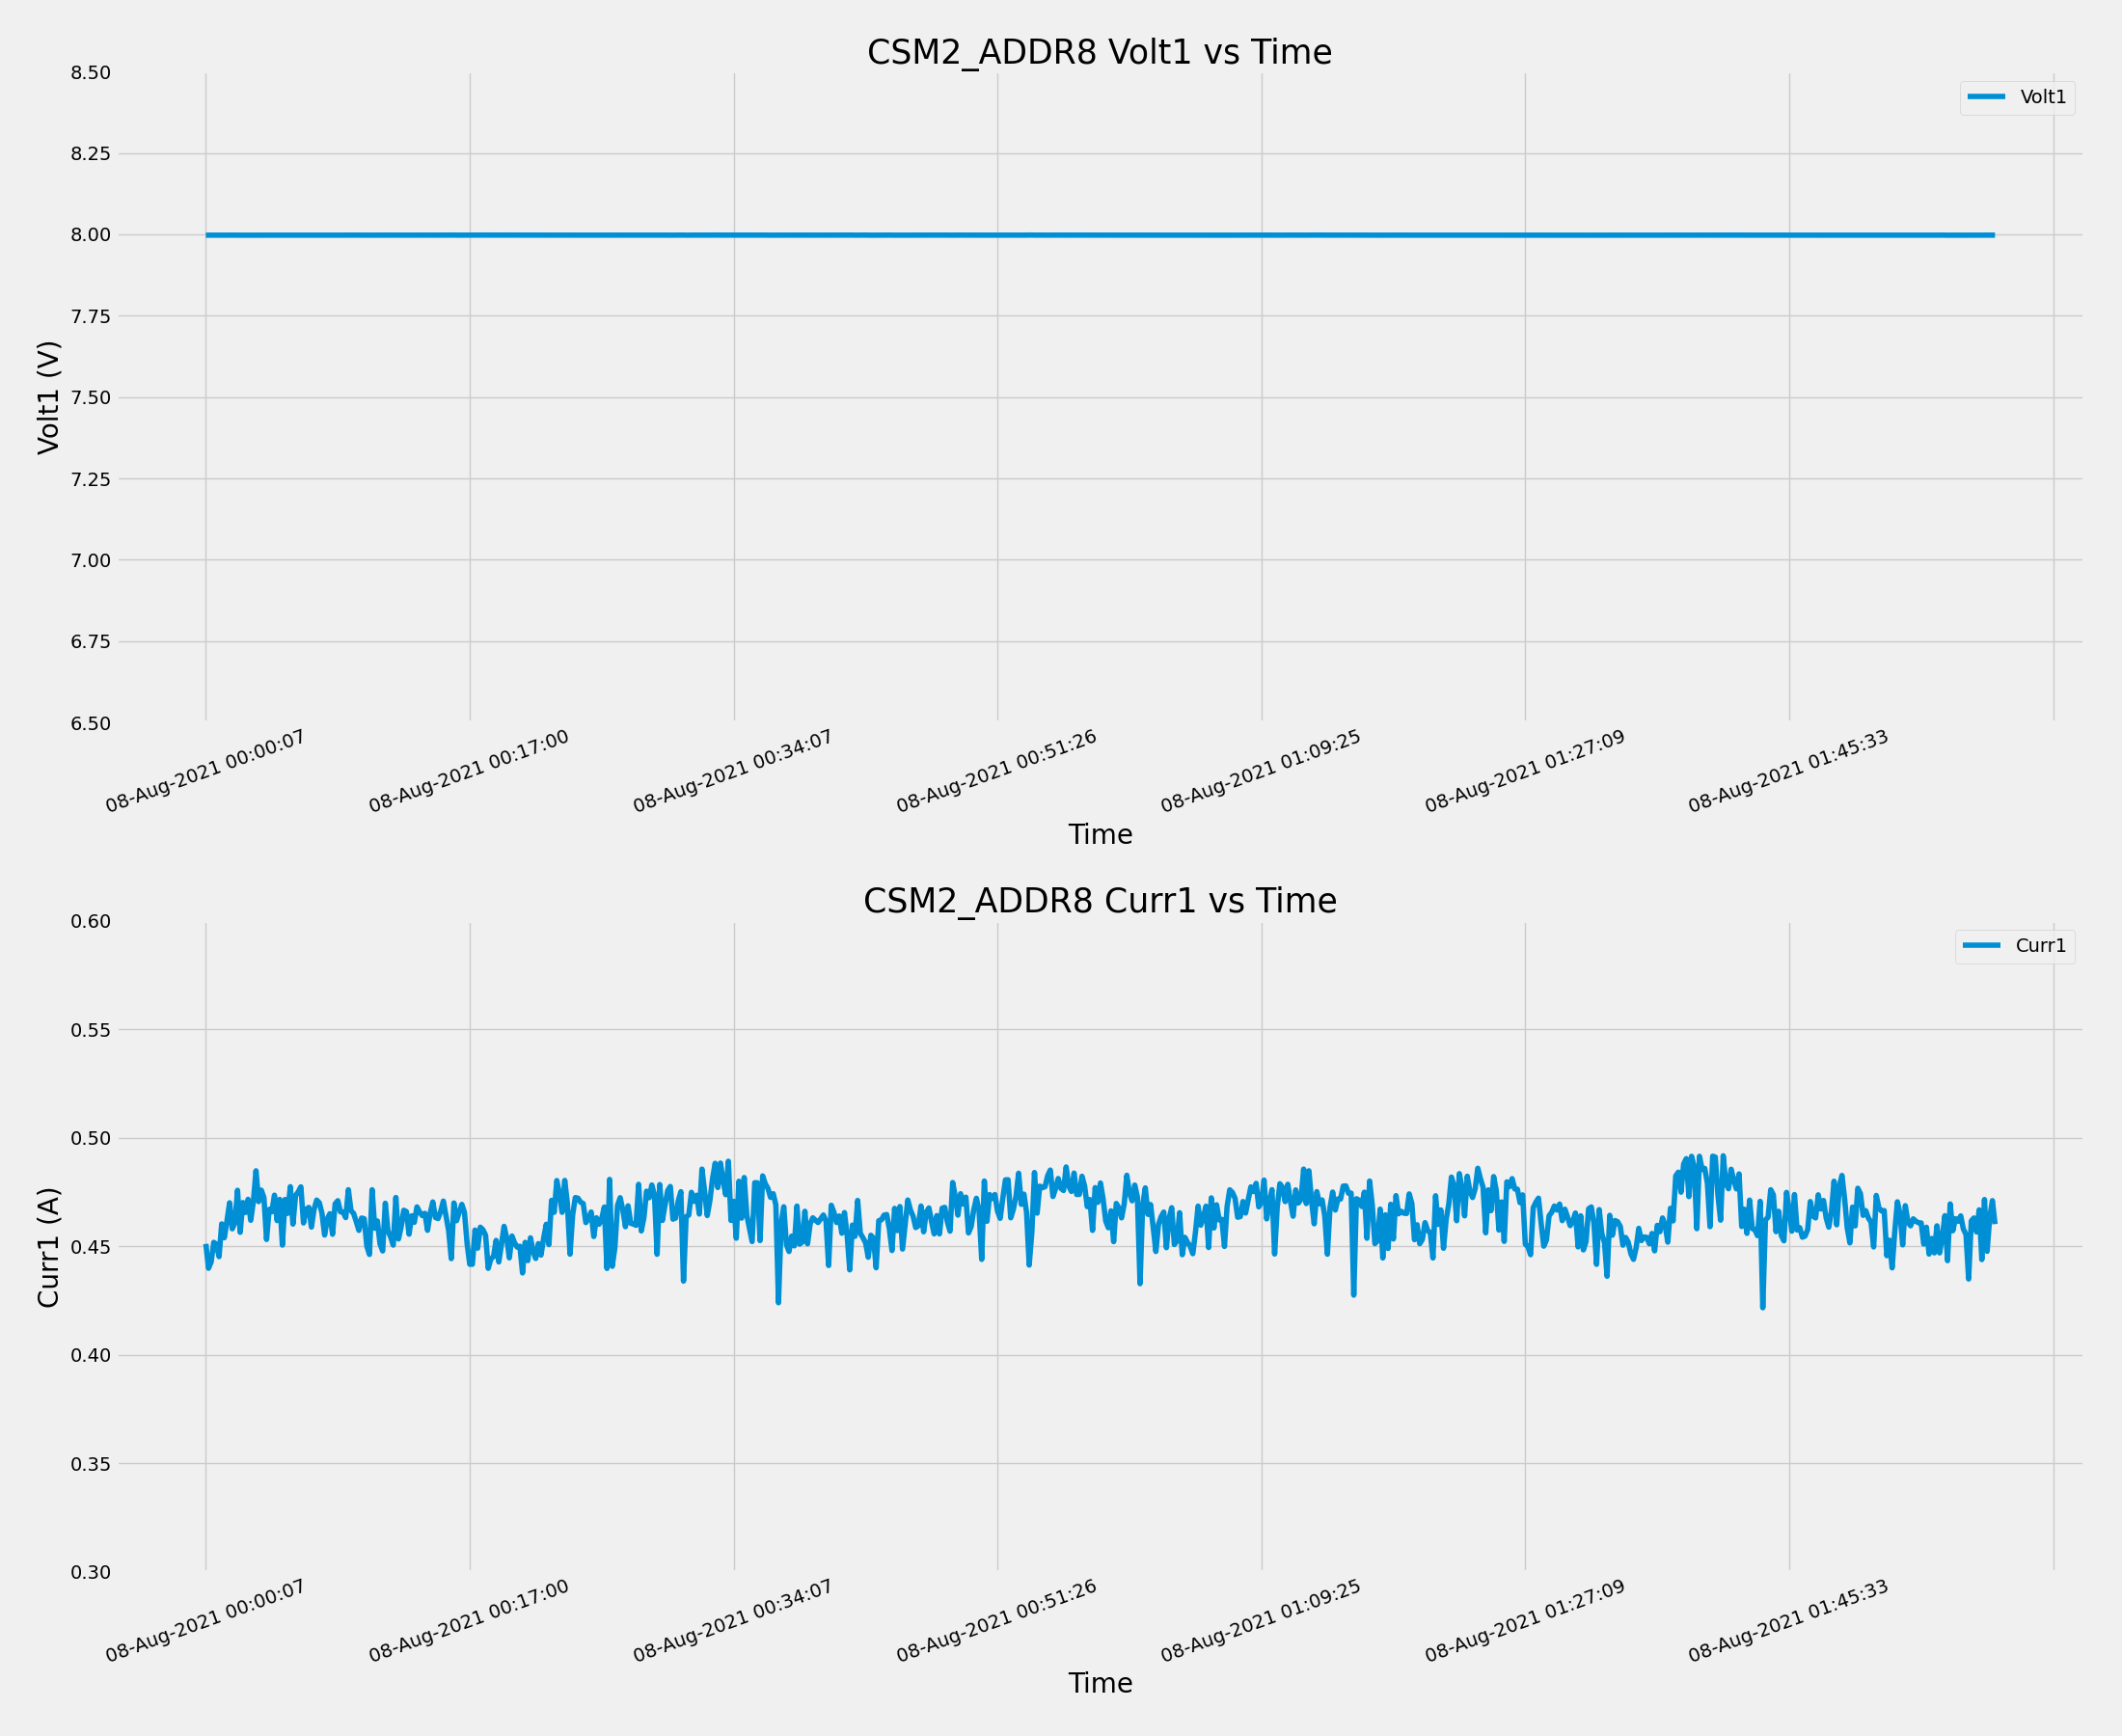 CSM2_ADDR8 Volt1 vs Time
8.50
Volt1
8.25
8.00
7.75
7.50
7.25
7.00
6.75
6.50
Volt1 (V)
08-Aug-2021 00:00:07
08-Aug-2021 00:17:00
08-Aug-2021 00:34:07
08-Aug-2021 00:51:26
08-Aug-2021 01:09:25
08-Aug-2021 01:27:09
08-Aug-2021 01:45:33
Time
CSM2_ADDR8 Curr1 vs Time
0.60
Curr1
0.55
0.50
0.45
0.40
0.35
0.30
Curr1 (A)
08-Aug-2021 00:00:07
08-Aug-2021 00:17:00
08-Aug-2021 00:34:07
08-Aug-2021 00:51:26
08-Aug-2021 01:09:25
08-Aug-2021 01:27:09
08-Aug-2021 01:45:33
Time